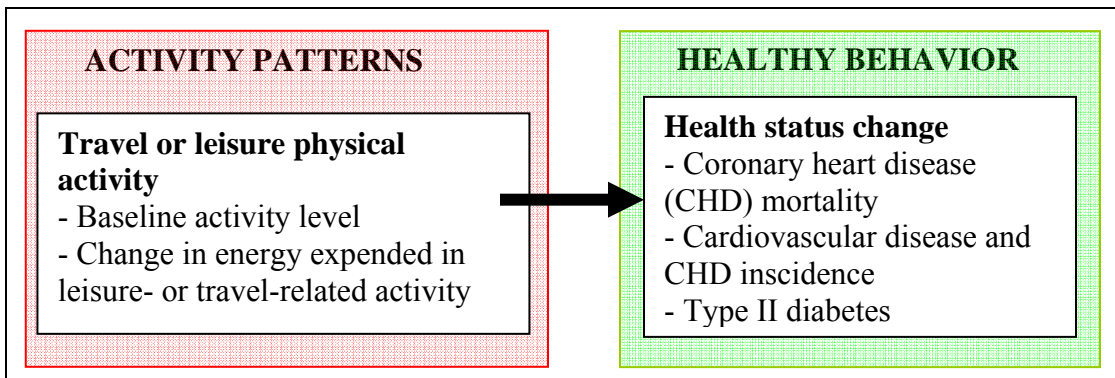 ACTIVITY PATTERNS
Travel or leisure physical
activity
- Baseline activity level
- Change in energy expended in
leisure- or travel-related activity
HEALTHY BEHAVIOR
Health status change
- Coronary heart disease
(CHD) mortality
- Cardiovascular disease and
CHD inscidence
- Type II diabetes